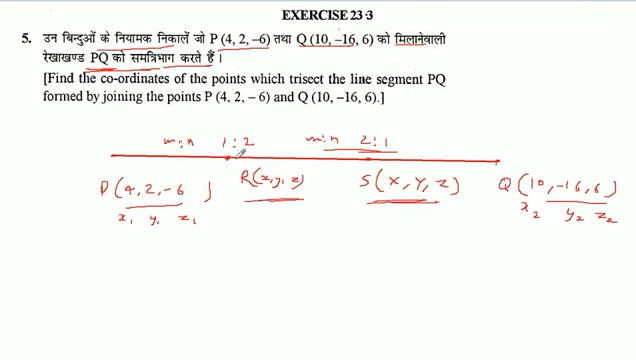 EXERCISE 23·3
5. उन बिन्दुओं के नियामक निकालें जो P (4, 2, –6) तथा Q (10, –16, 6) को मिलानेवाली
रेखाखण्ड PQ को समत्रिभाग करते हैं ।
[Find the co-ordinates of the points which trisect the line segment PQ
formed by joining the points P (4, 2, – 6) and Q (10, –16, 6).]
m:n 1:2 m:n 2:1
P(4, 2, -6) R(x, y, z) S(X, Y, Z) Q(10, -16, 6)
x₁ y₁ z₁ x₂ y₂ z₂